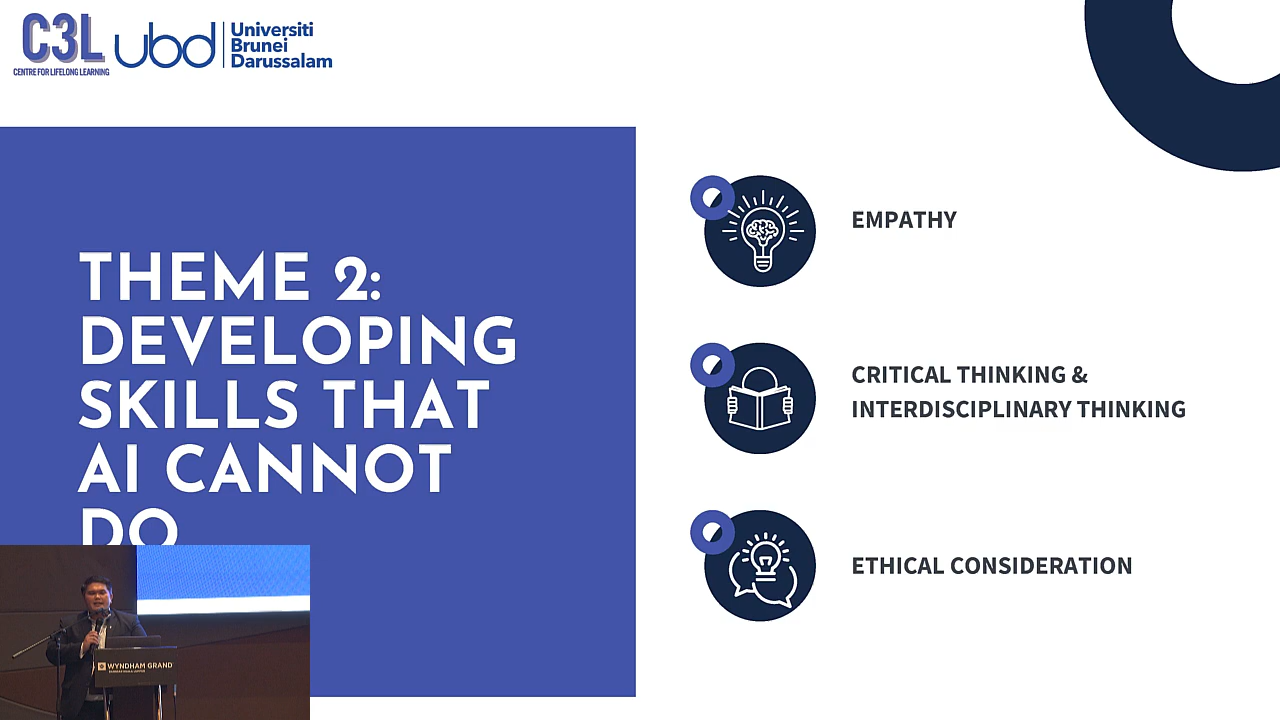 C3L
CENTRE FOR LIFELONG LEARNING
ubd
Universiti
Brunei
Darussalam
THEME 2:
DEVELOPING
SKILLS THAT
AI CANNOT
DO
EMPATHY
CRITICAL THINKING &
INTERDISCIPLINARY THINKING
ETHICAL CONSIDERATION
WYNDHAM GRAND